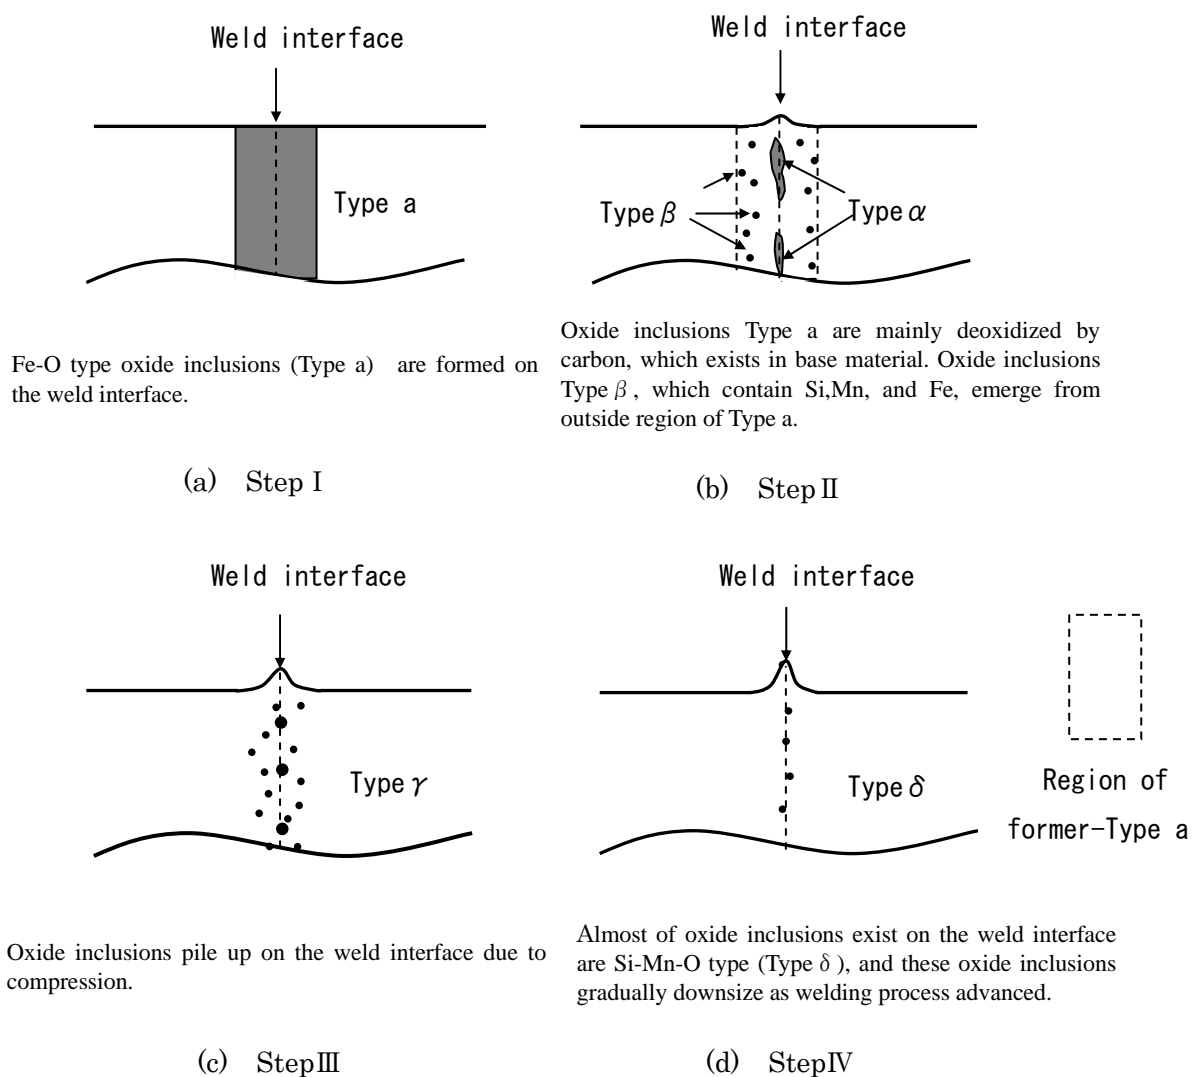 Weld interface
Type a
Fe-O type oxide inclusions (Type a) are formed on
the weld interface.
(a) Step Ⅰ
Weld interface
Type β
Type α
Oxide inclusions Type a are mainly deoxidized by
carbon, which exists in base material. Oxide inclusions
Type β, which contain Si,Mn, and Fe, emerge from
outside region of Type a.
(b) Step Ⅱ
Weld interface
Type γ
Oxide inclusions pile up on the weld interface due to
compression.
(c) Step Ⅲ
Weld interface
Type δ
Region of
former-Type a
Almost of oxide inclusions exist on the weld interface
are Si-Mn-O type (Type δ), and these oxide inclusions
gradually downsize as welding process advanced.
(d) Step Ⅳ